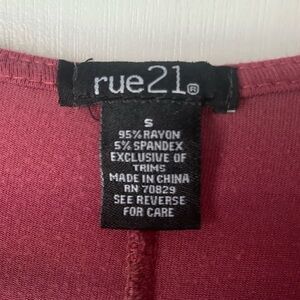 rue21®
S
95% RAYON
5% SPANDEX
EXCLUSIVE OF
TRIMS
MADE IN CHINA
RN 70829
SEE REVERSE
FOR CARE